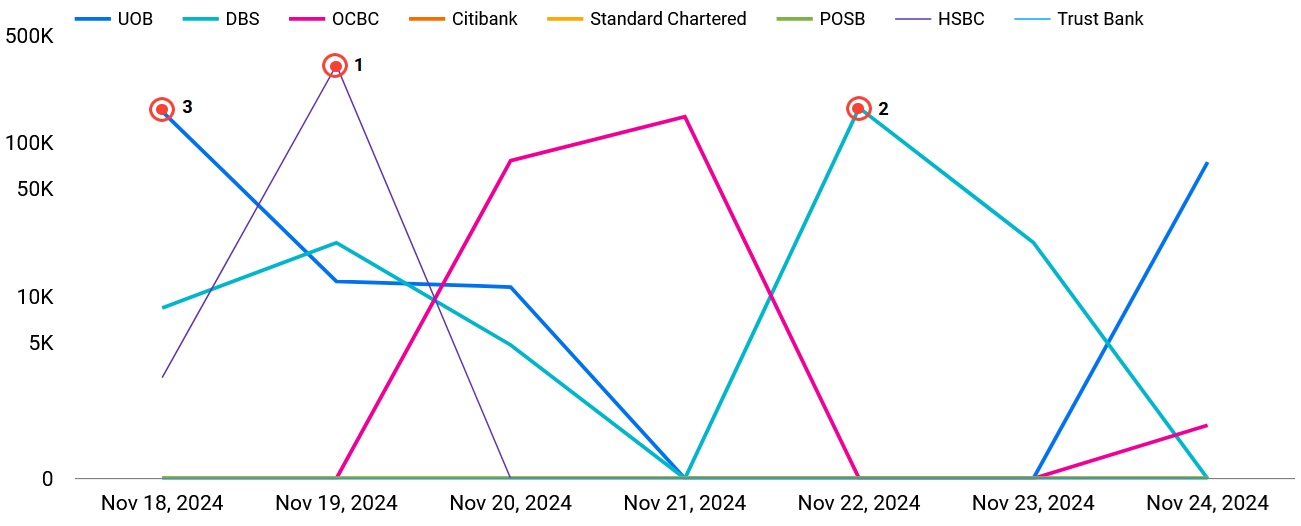 UOB DBS OCBC Citibank Standard Chartered POSB HSBC Trust Bank
500K
1
3
2
100K
50K
10K
5K
0
Nov 18, 2024 Nov 19, 2024 Nov 20, 2024 Nov 21, 2024 Nov 22, 2024 Nov 23, 2024 Nov 24, 2024